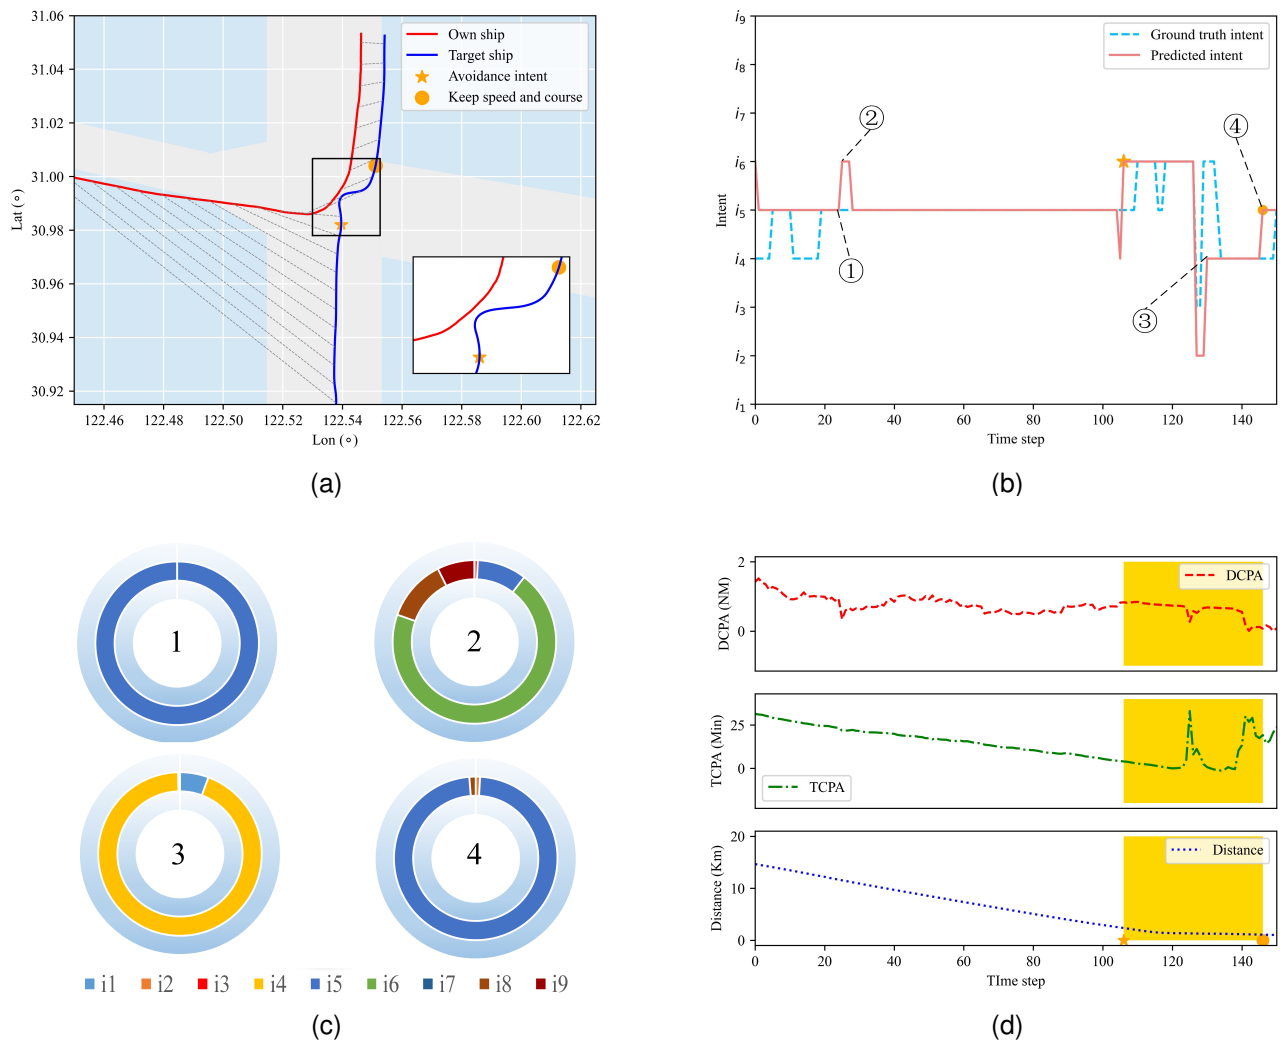 31.06
31.04
31.02
31.00
30.98
30.96
30.94
30.92
Lat (∘)
Own ship
Target ship
Avoidance intent
Keep speed and course
122.46 122.48 122.50 122.52 122.54 122.56 122.58 122.60 122.62
Lon (∘)
(a)
i9
i8
i7
i6
i5
i4
i3
i2
i1
Intent
Ground truth intent
Predicted intent
②
④
①
③
0 20 40 60 80 100 120 140
Time step
(b)
1
2
3
4
i1 i2 i3 i4 i5 i6 i7 i8 i9
(c)
2
0
DCPA (NM)
DCPA
25
0
TCPA (Min)
TCPA
20
10
0
Distance (Km)
Distance
0 20 40 60 80 100 120 140
TIme step
(d)